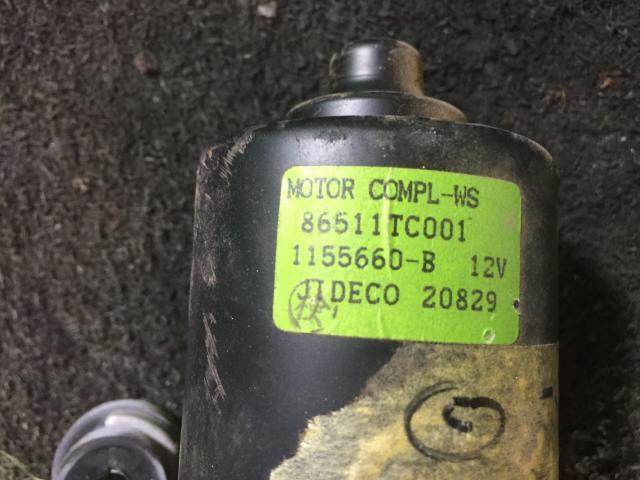 MOTOR COMPL-WS
86511TC001
1155660-B 12V
JIDECO 20829